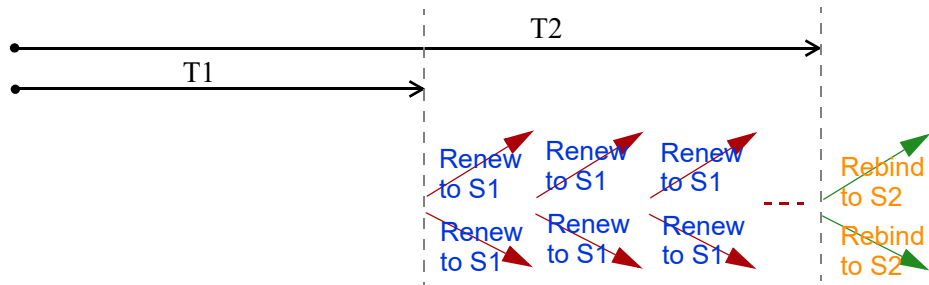 T2
T1
Renew
to S1
Renew
to S1
Renew
to S1
Rebind
to S2
Renew
to S1
Renew
to S1
Renew
to S1
Rebind
to S2